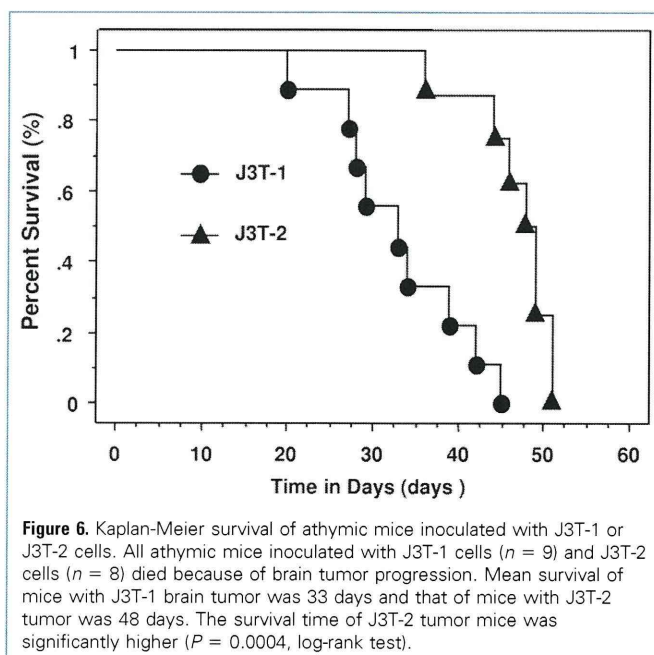 1
.8
.6
.4
.2
0
Percent Survival (%)
J3T-1
J3T-2
0 10 20 30 40 50 60
Time in Days (days )
Figure 6. Kaplan-Meier survival of athymic mice inoculated with J3T-1 or
J3T-2 cells. All athymic mice inoculated with J3T-1 cells (n = 9) and J3T-2
cells (n = 8) died because of brain tumor progression. Mean survival of
mice with J3T-1 brain tumor was 33 days and that of mice with J3T-2
tumor was 48 days. The survival time of J3T-2 tumor mice was
significantly higher (P = 0.0004, log-rank test).